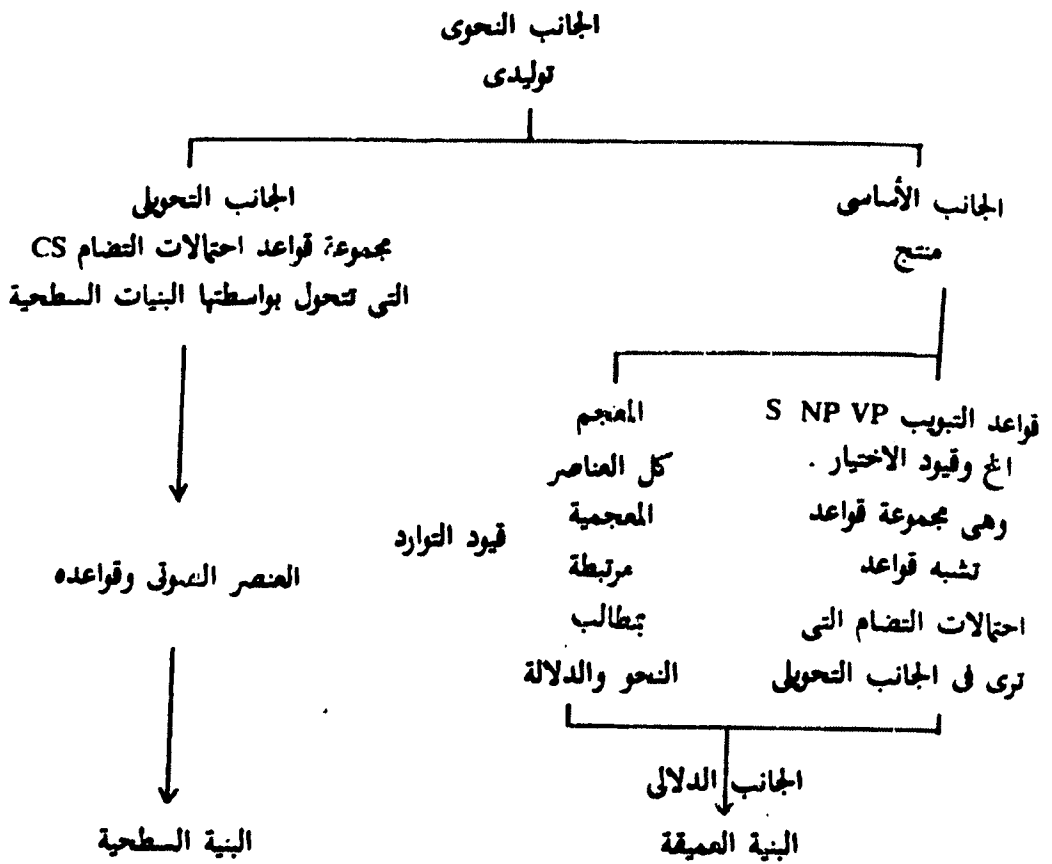 الجانب النحوى
توليدى
الجانب الأساسى
منتج
الجانب التحويلى
مجموعة قواعد احتمالات التضام CS
التى تتحول بواسطتها البنيات السطحية
قواعد التبويب S NP VP
الخ وقيود الاختيار .
وهى مجموعة قواعد
تشبه قواعد
احتمالات التضام التى
ترى فى الجانب التحويلى
المعجم
كل العناصر
المعجمية
مرتبطة
بمطالب
النحو والدلالة
قيود التوارد
العنصر الصوتى وقواعده
الجانب الدلالى
البنية العميقة
البنية السطحية